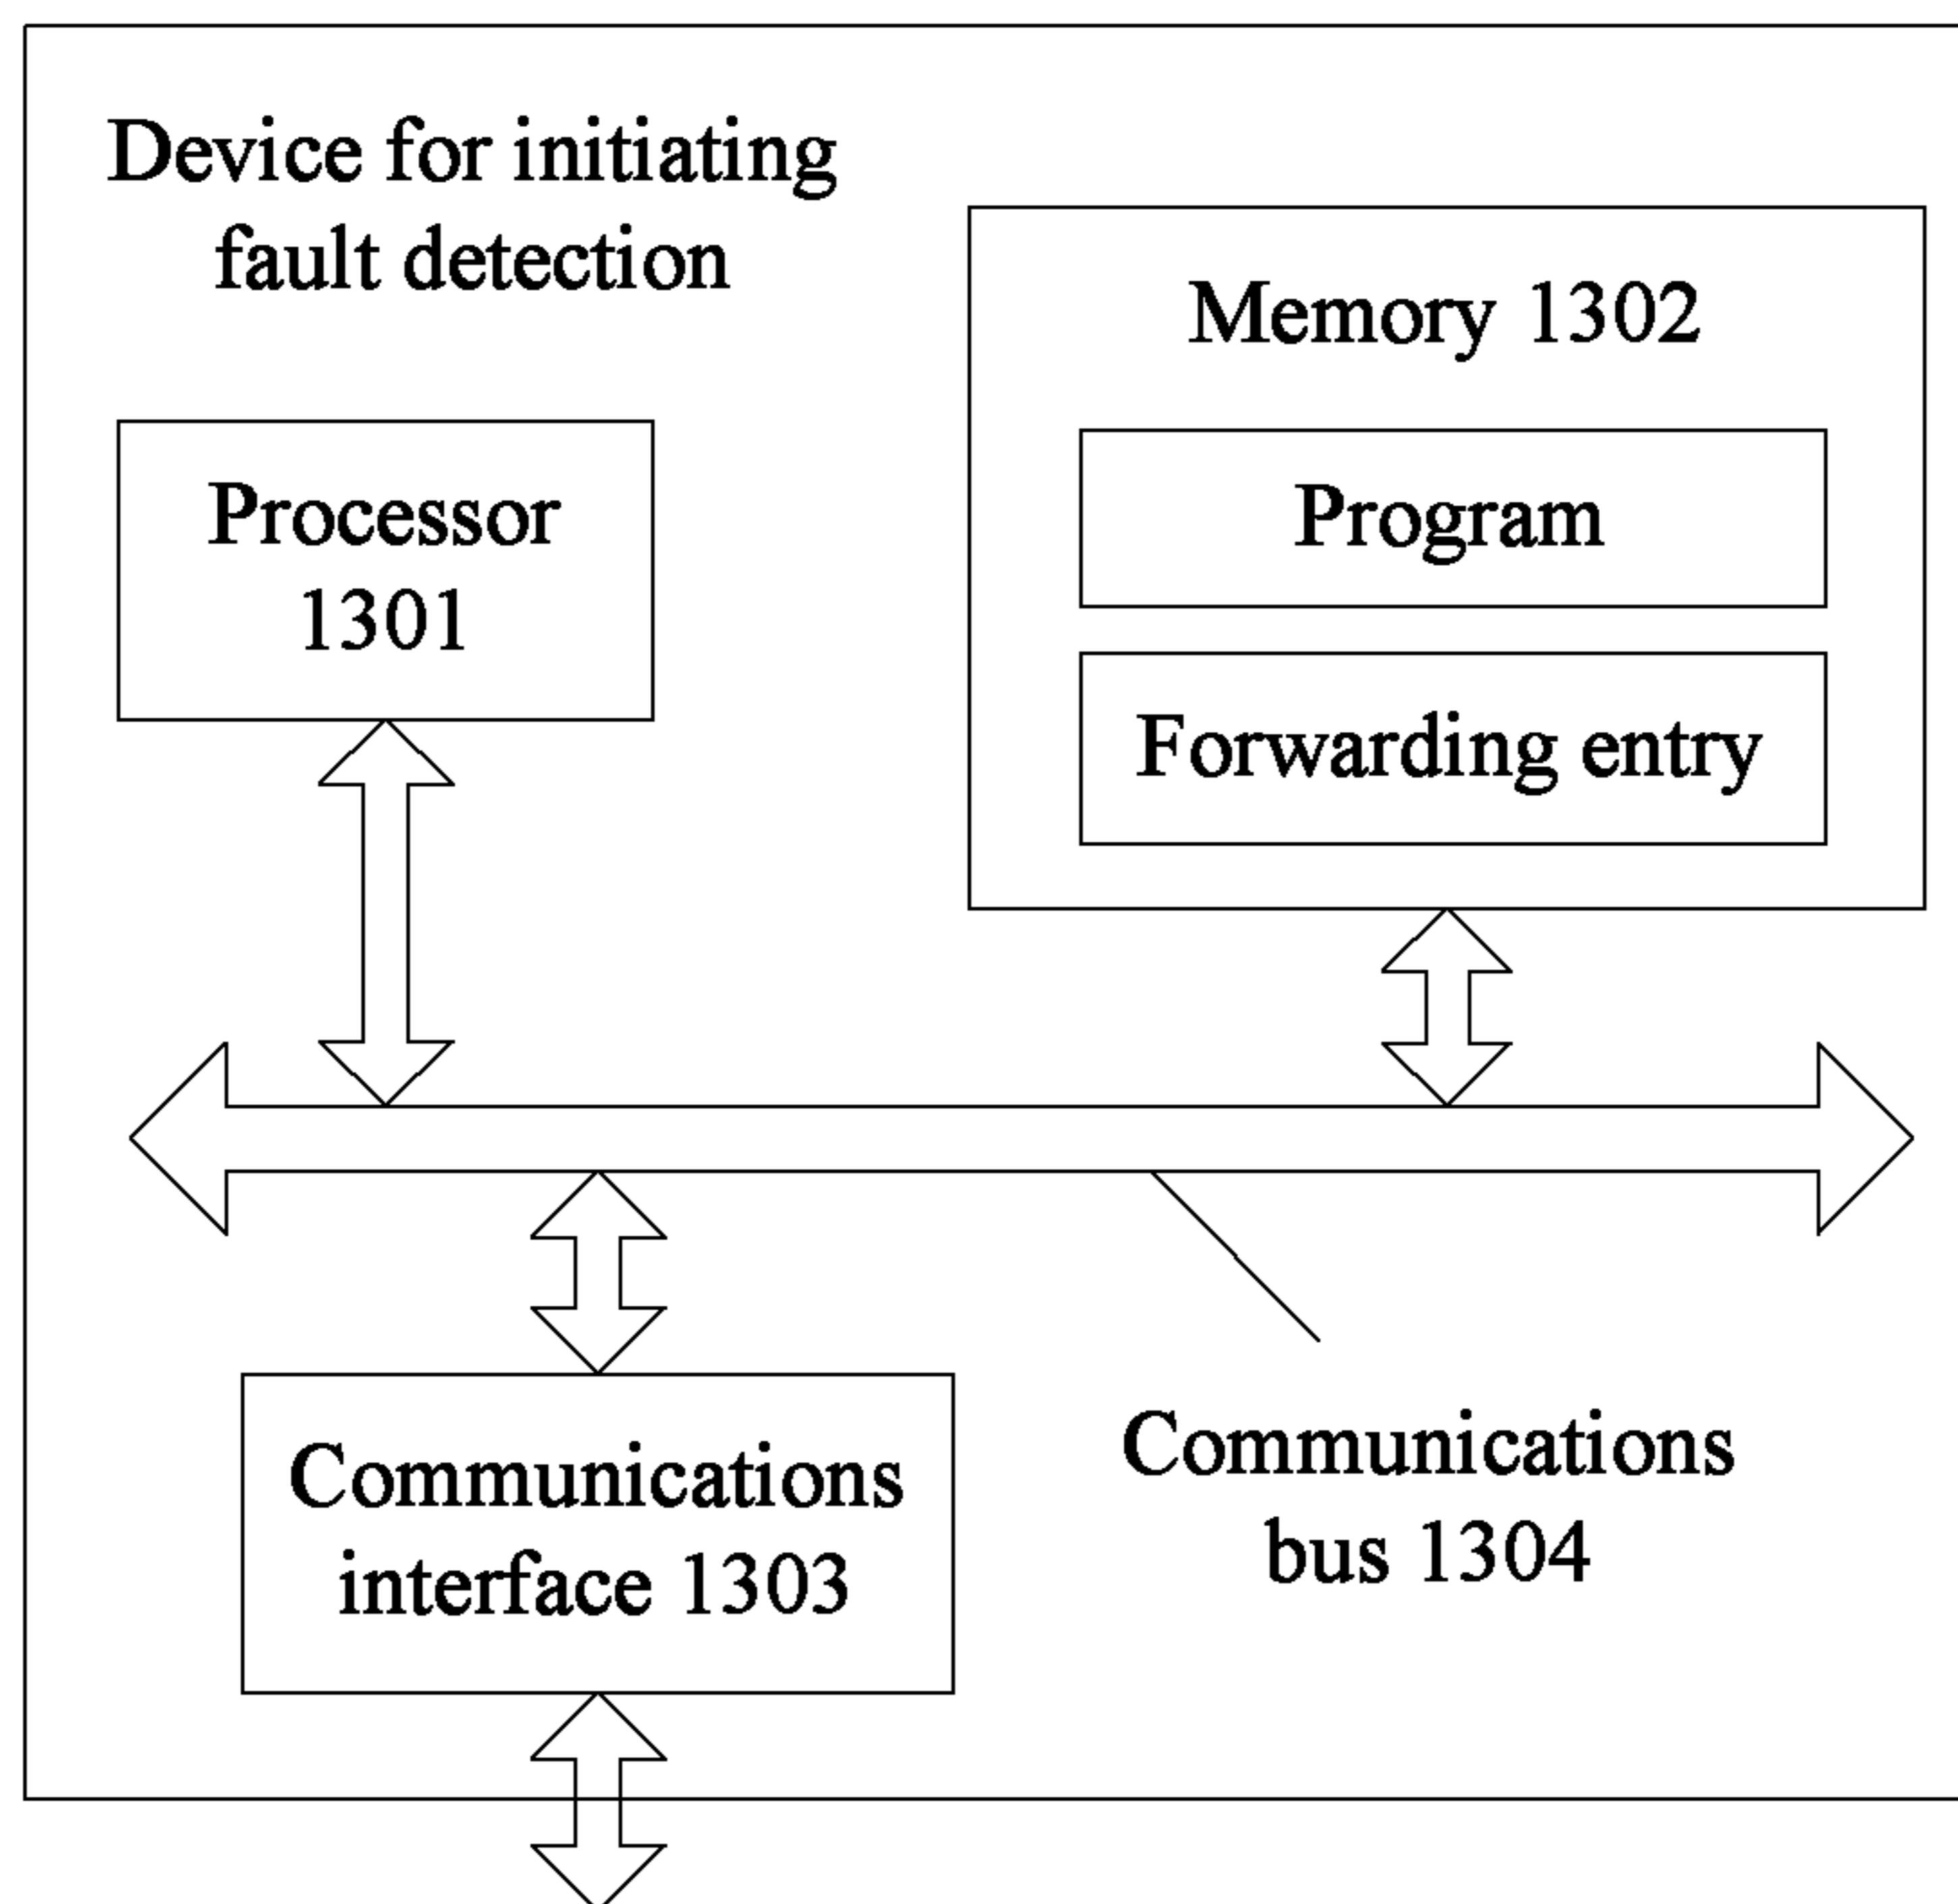 Device for initiating
fault detection
Memory 1302
Processor
1301
Program
Forwarding entry
Communications
interface 1303
Communications
bus 1304